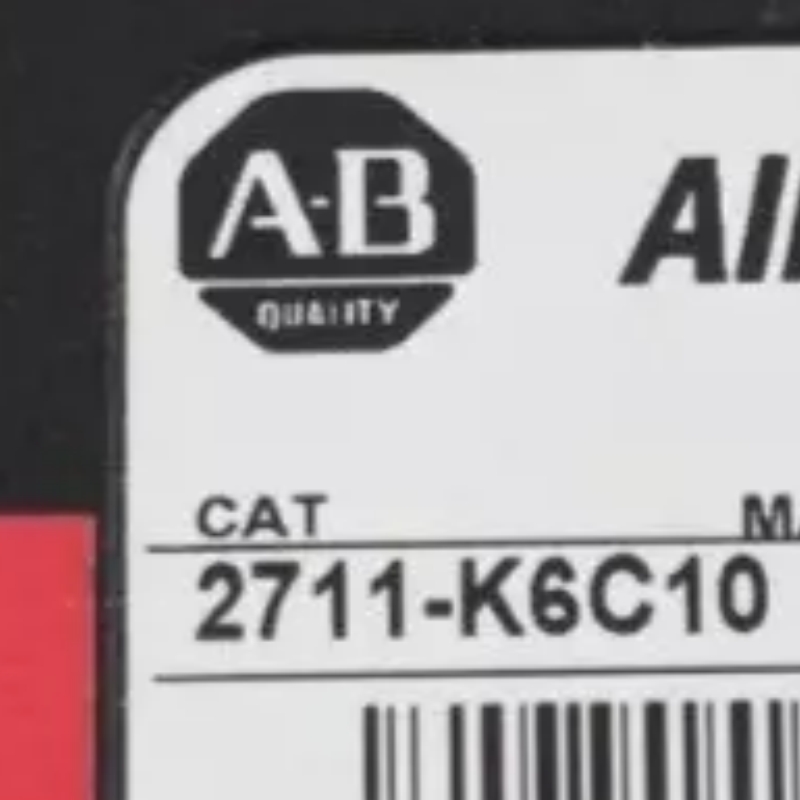 A-B
QUALITY
CAT
2711-K6C10